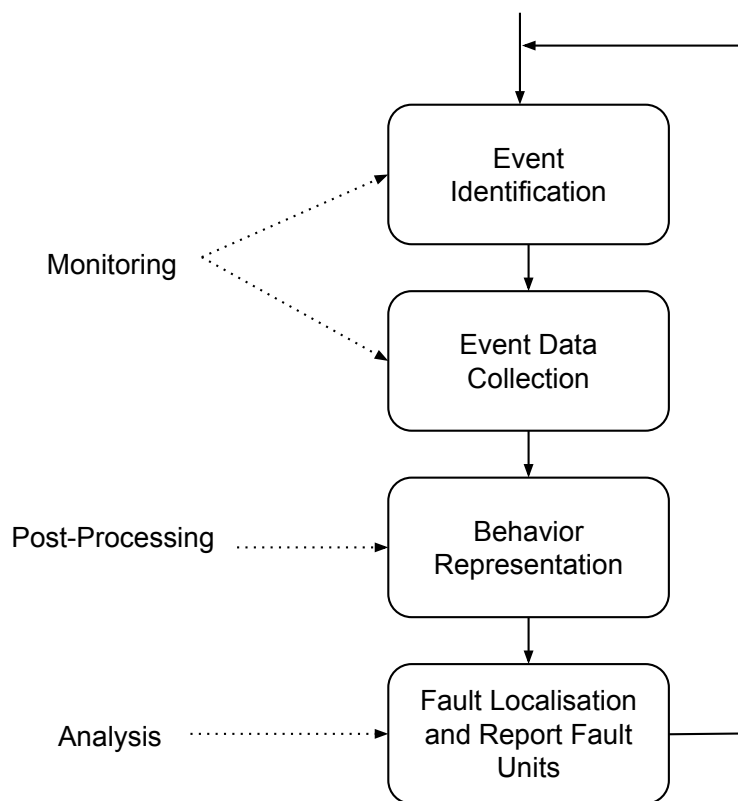 Event
Identification
Monitoring
Event Data
Collection
Post-Processing
Behavior
Representation
Analysis
Fault Localisation
and Report Fault
Units